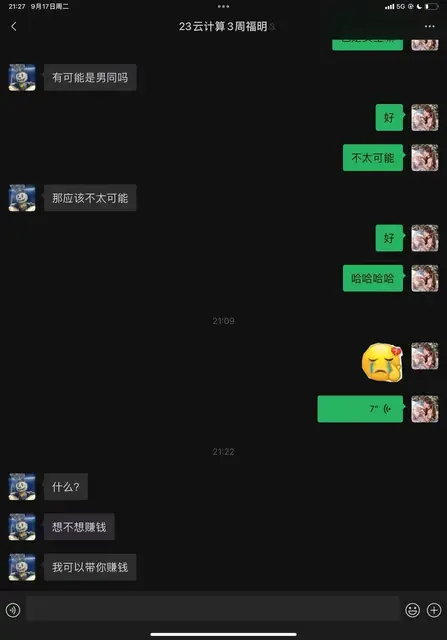 21:27 9月17日周二
5G
23云计算3周福明
有可能是男同吗
好
不太可能
那应该不太可能
好
哈哈哈哈
21:09
7"
21:22
什么?
想不想赚钱
我可以带你赚钱